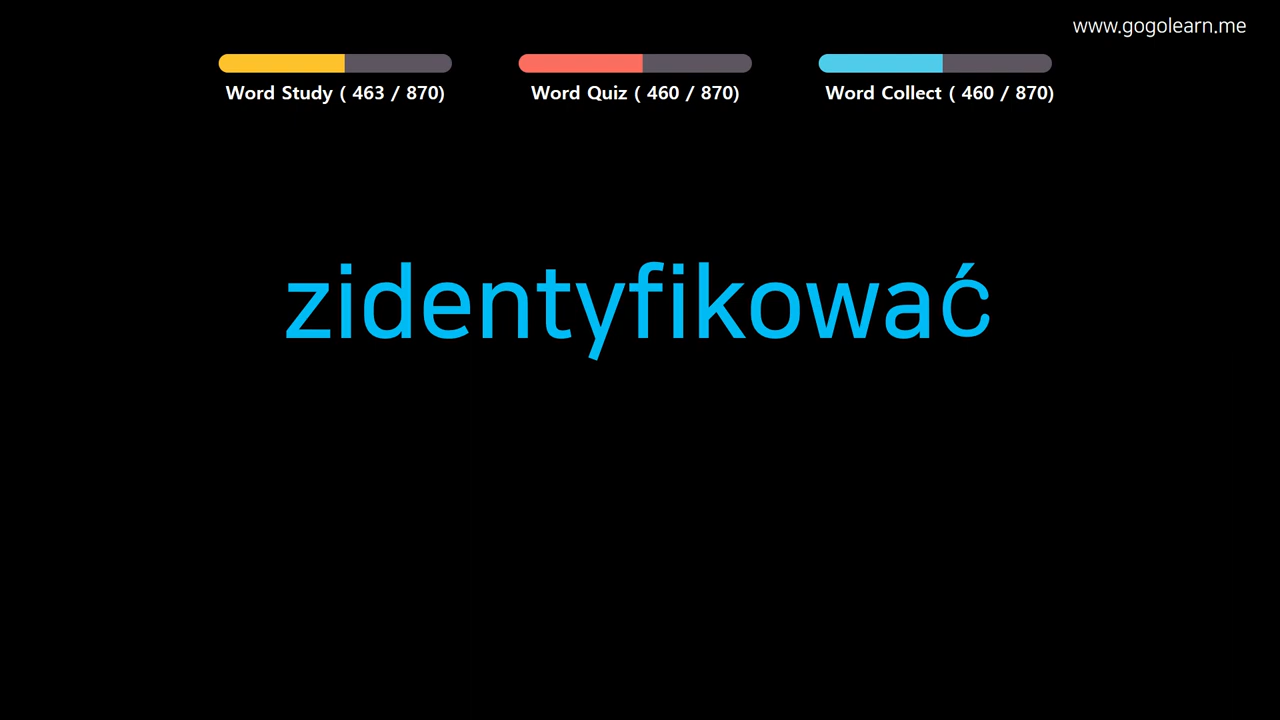 www.gogolearn.me
Word Study ( 463 / 870)
Word Quiz ( 460 / 870)
Word Collect ( 460 / 870)
zidentyfikować